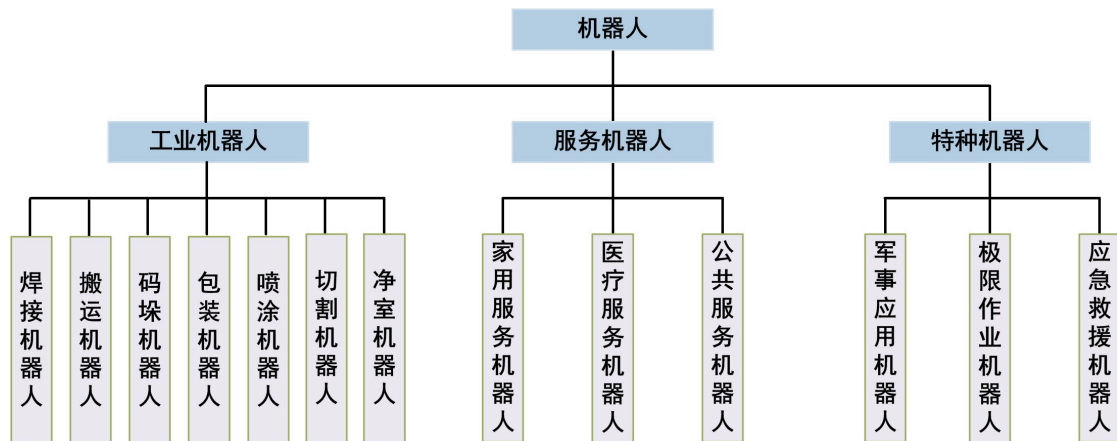 机器人
工业机器人
服务机器人
特种机器人
焊接机器人
搬运机器人
码垛机器人
包装机器人
喷涂机器人
切割机器人
净室机器人
家用服务机器人
医疗服务机器人
公共服务机器人
军事应用机器人
极限作业机器人
应急救援机器人